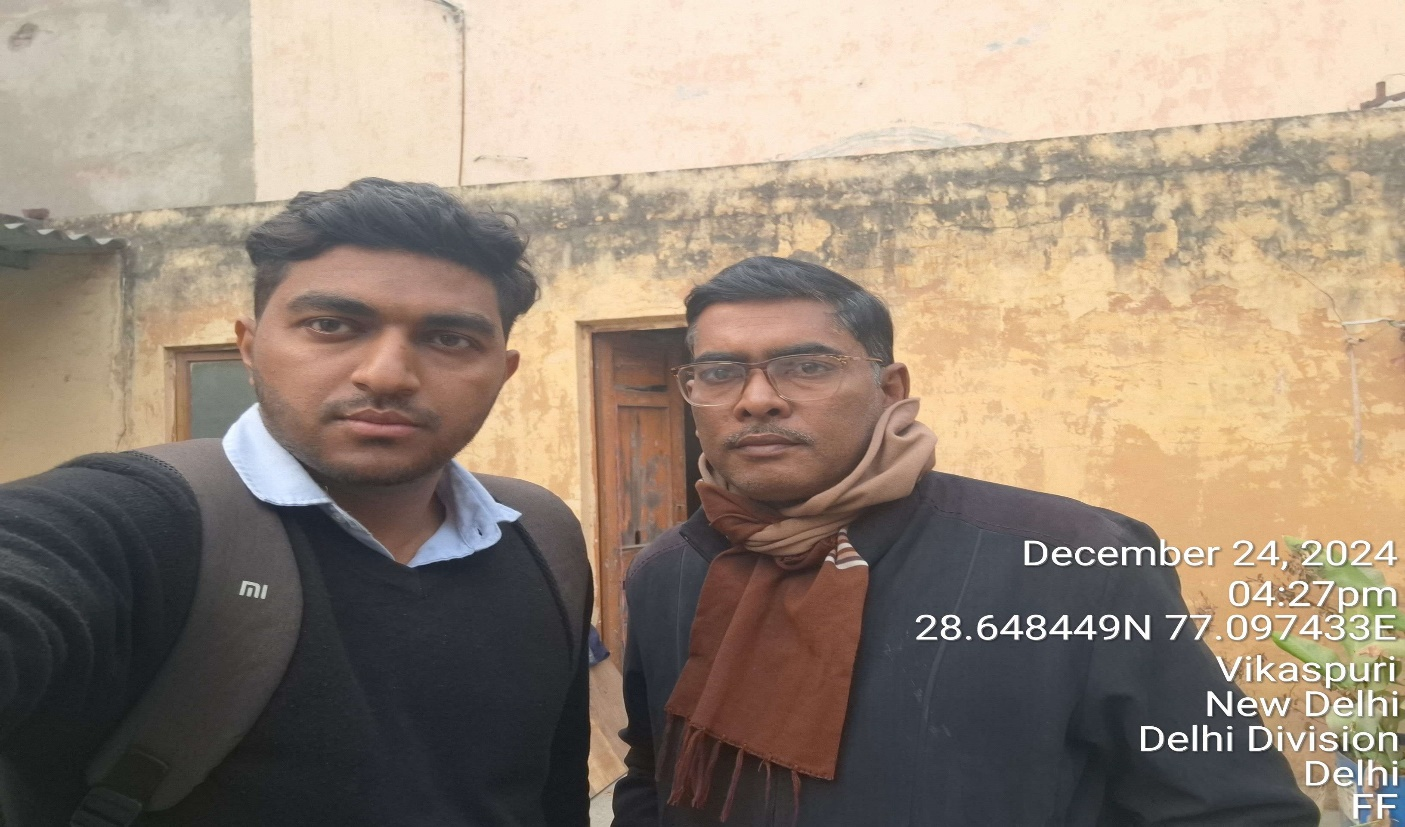 mi
December 24, 2024
04:27pm
28.648449N 77.097433E
Vikaspuri
New Delhi
Delhi Division
Delhi
FF